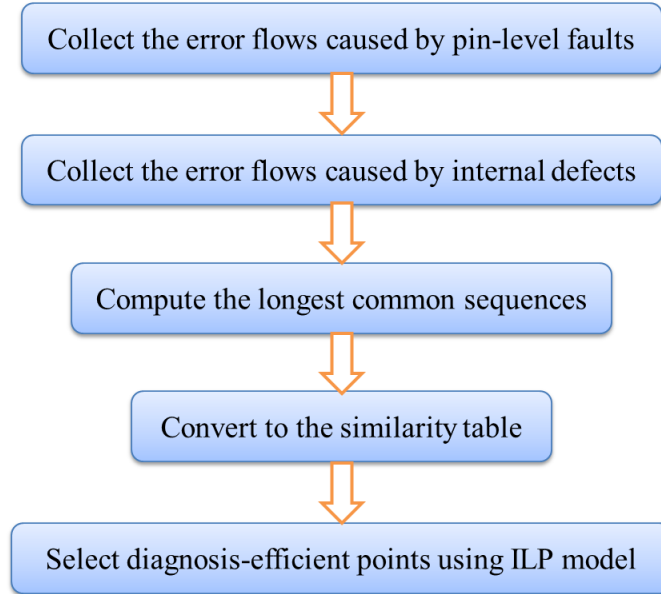 Collect the error flows caused by pin-level faults
Collect the error flows caused by internal defects
Compute the longest common sequences
Convert to the similarity table
Select diagnosis-efficient points using ILP model